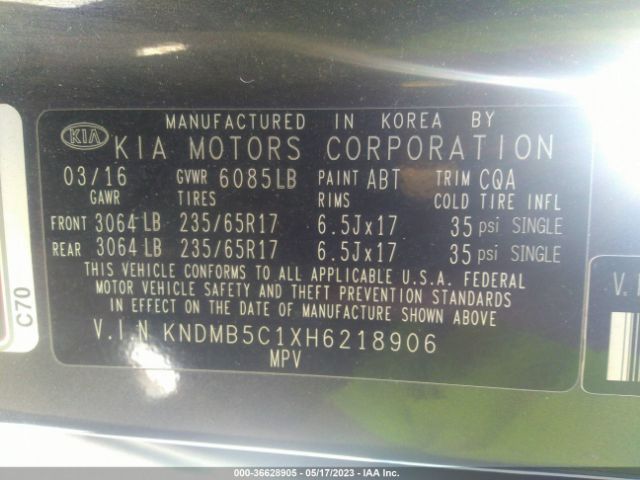 MANUFACTURED IN KOREA BY
KIA KIA MOTORS CORPORATION
03/16 GVWR 6085LB PAINT ABT TRIM CQA
GAWR TIRES RIMS COLD TIRE INFL
FRONT 3064 LB 235/65R17 6.5Jx17 35 psi SINGLE
REAR 3064 LB 235/65R17 6.5Jx17 35 psi SINGLE
THIS VEHICLE CONFORMS TO ALL APPLICABLE U.S.A. FEDERAL
MOTOR VEHICLE SAFETY AND THEFT PREVENTION STANDARDS
IN EFFECT ON THE DATE OF MANUFACTURE SHOWN ABOVE
V.I N KNDMB5C1XH6218906
MPV
C70
V.I
000-36628905 - 05/17/2023 - IAA Inc.